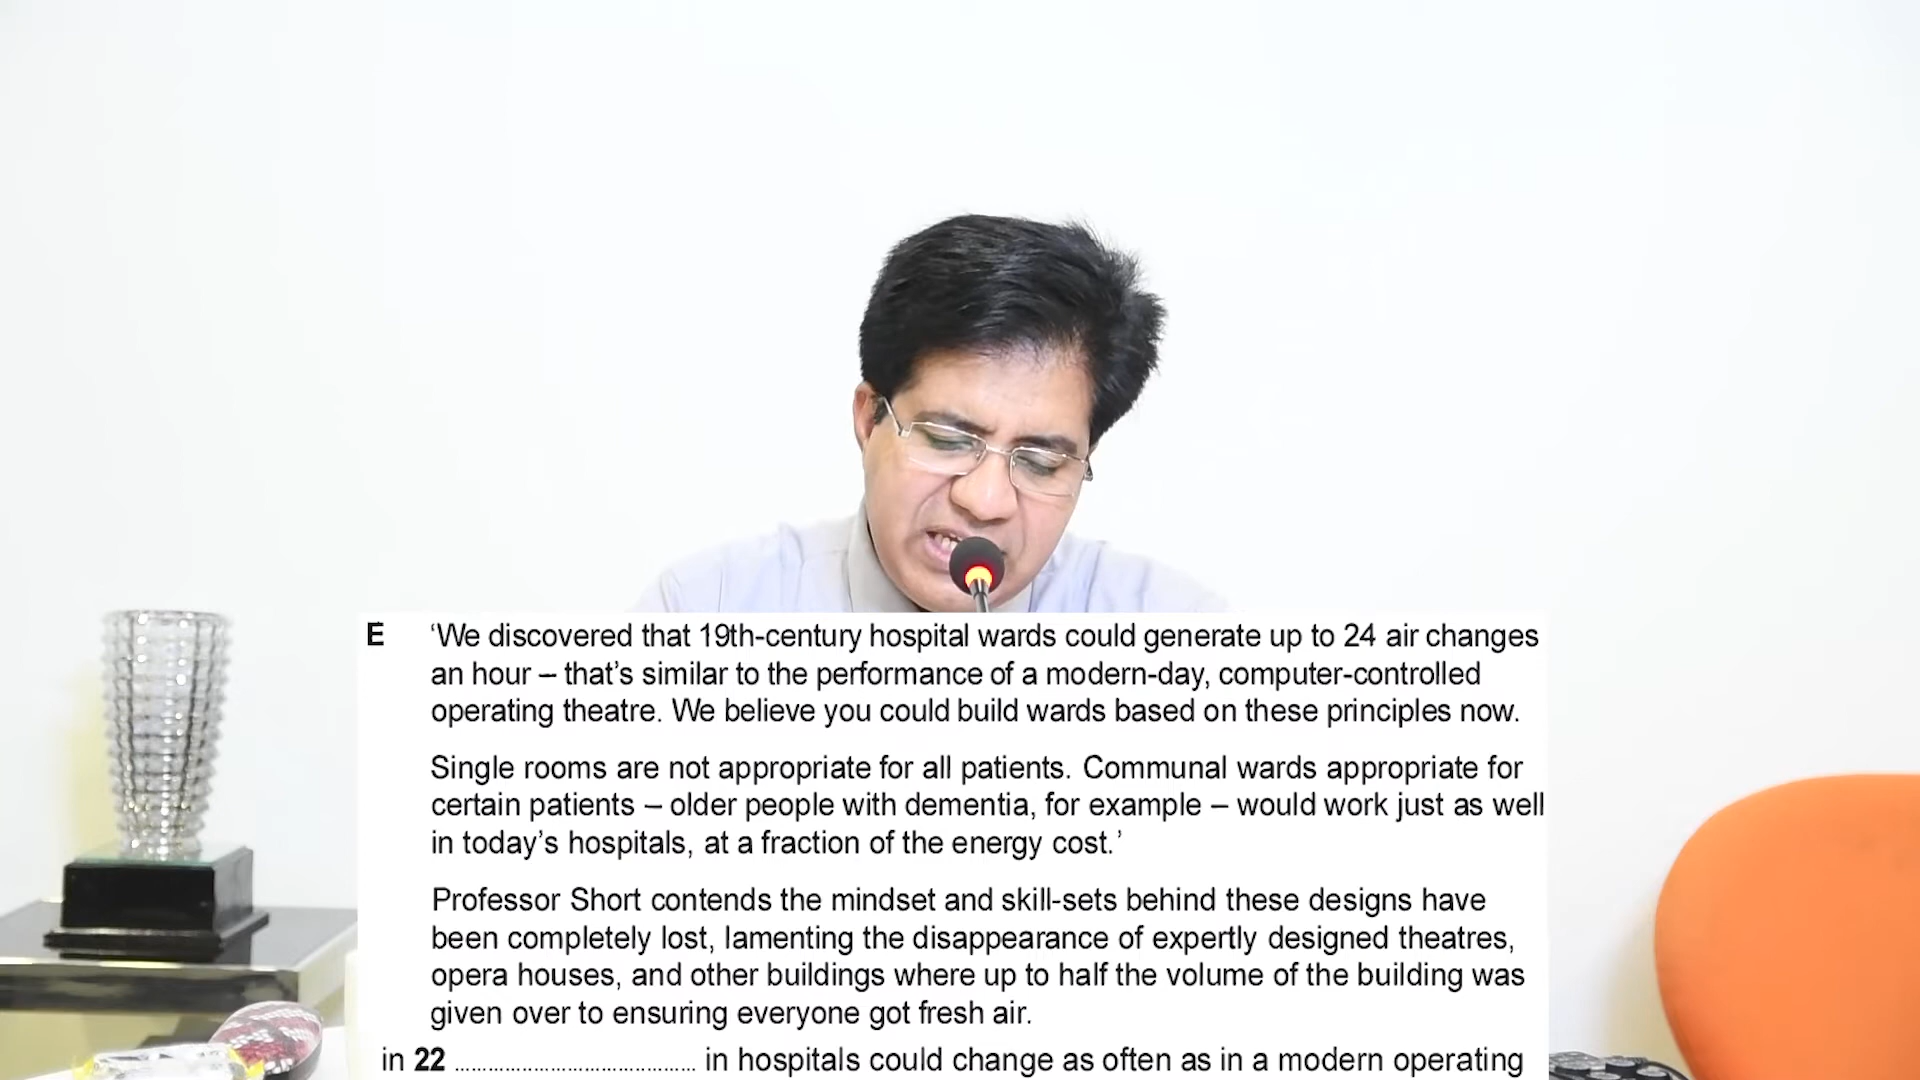 E ‘We discovered that 19th-century hospital wards could generate up to 24 air changes
an hour – that’s similar to the performance of a modern-day, computer-controlled
operating theatre. We believe you could build wards based on these principles now.
Single rooms are not appropriate for all patients. Communal wards appropriate for
certain patients – older people with dementia, for example – would work just as well
in today’s hospitals, at a fraction of the energy cost.’
Professor Short contends the mindset and skill-sets behind these designs have
been completely lost, lamenting the disappearance of expertly designed theatres,
opera houses, and other buildings where up to half the volume of the building was
given over to ensuring everyone got fresh air.
in 22 ........................................ in hospitals could change as often as in a modern operating